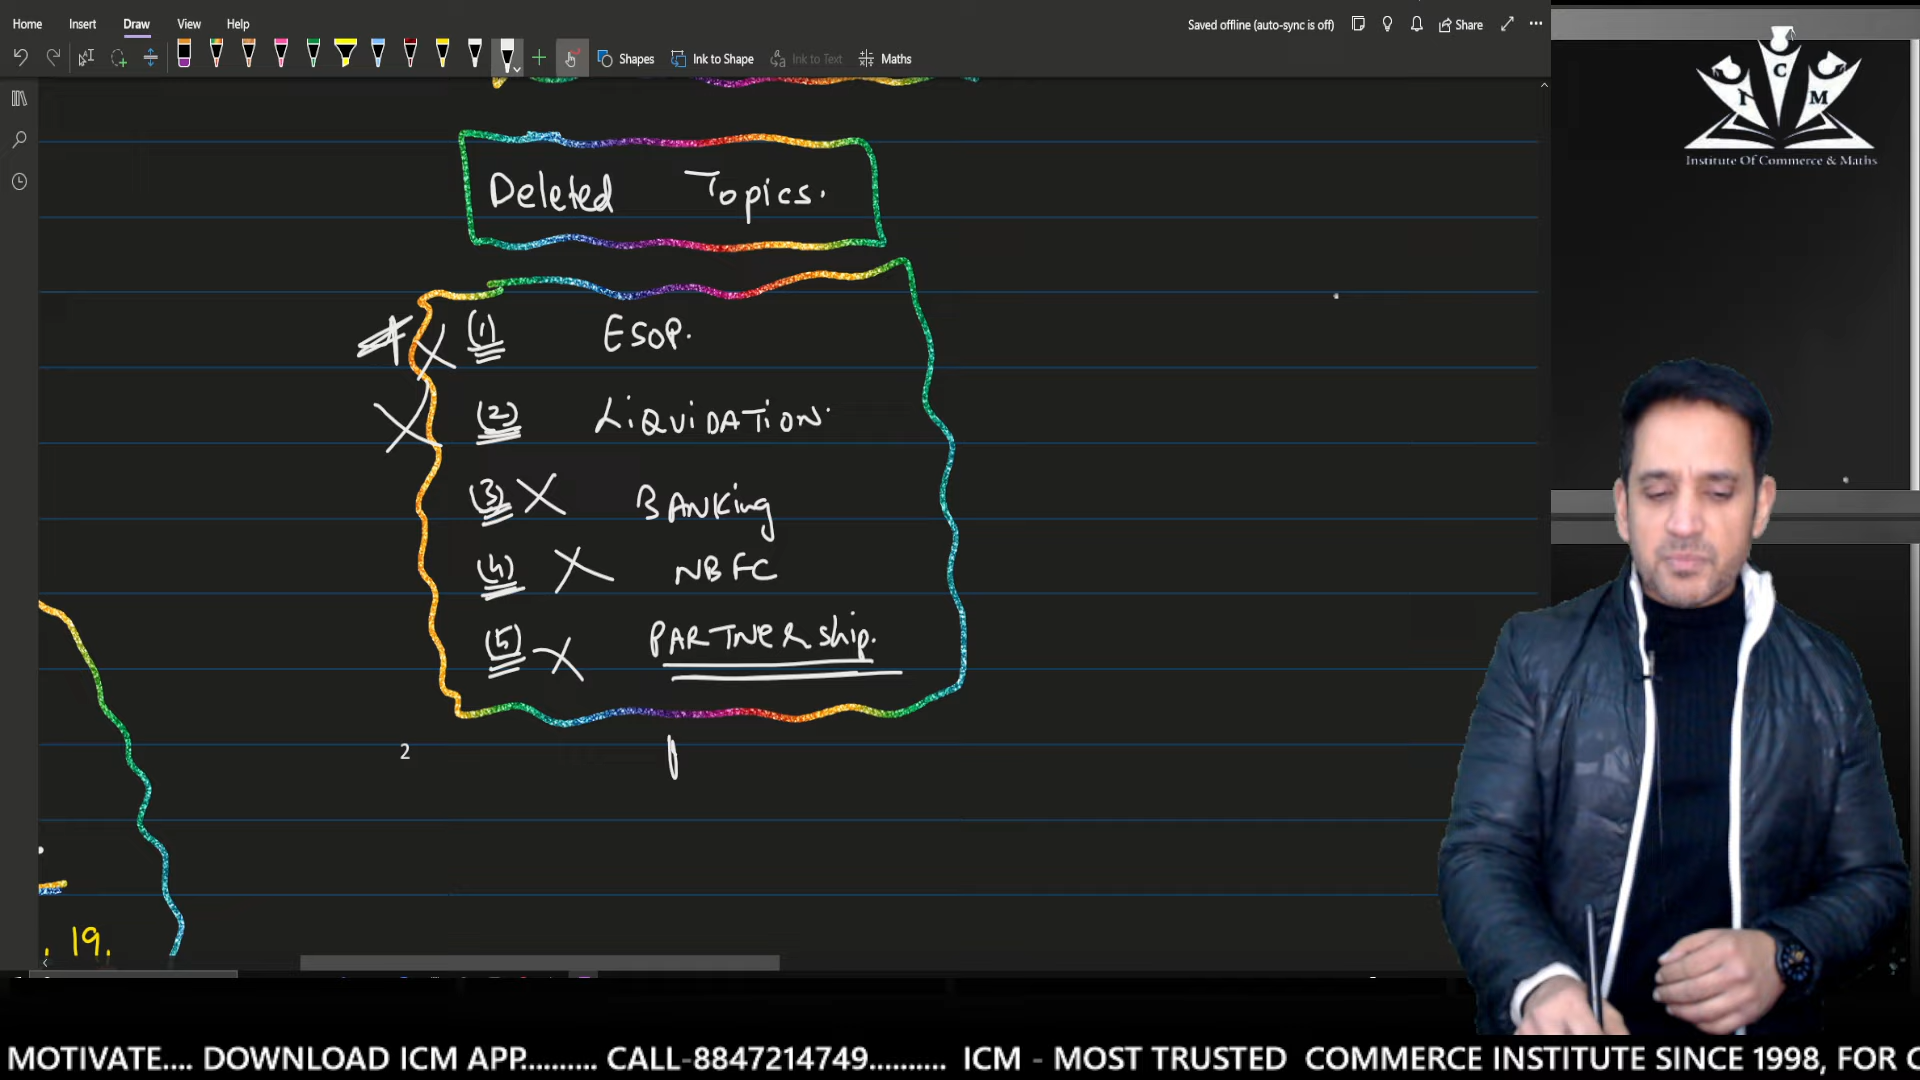 Home Insert Draw View Help
Saved offline (auto-sync is off) Share
Shapes Ink to Shape Ink to Text Maths
I C M
Institute Of Commerce & Maths
Deleted Topics.
(1) ESOP.
(2) LiQUiDATiON.
(3) X BANKing
(4) X NBFC
(5) X PARTNeRship.
2
. 19.
MOTIVATE.... DOWNLOAD ICM APP.......... CALL-8847214749.......... ICM - MOST TRUSTED COMMERCE INSTITUTE SINCE 1998, FOR C